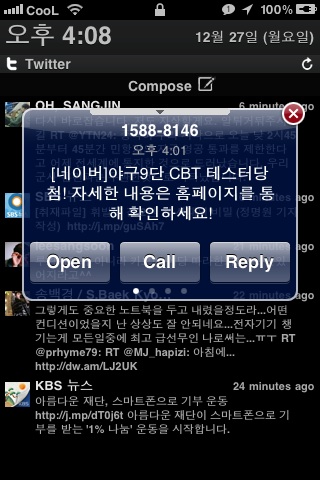 CooL 100%
오후 4:08 12월 27일 (월요일)
Twitter
Compose
OH_SANGJIN 6 minutes ago
1588-8146
오후 4:01
[네이버]야구9단 CBT 테스터당
첨! 자세한 내용은 홈페이지를 통
해 확인하세요!
Open Call Reply
leesangsoon
송백경 / S.Baek Kyo
그렇게도 중요한 노트북을 두고 내렸을정도라...어떤
컨디션이었을지 난 상상도 잘 안되네요...전자기기 챙
기는게 모든일중에 최고 급선무인 나로써는...ㅠㅠ RT
@prhyme79: RT @MJ_hapizi: 아침에...
http://dw.am/LJ2UK
KBS 뉴스 24 minutes ago
아름다운 재단, 스마트폰으로 기부 운동
http://j.mp/dT0j6t 아름다운 재단이 스마트폰으로 기
부를 받는 '1% 나눔' 운동을 시작합니다.